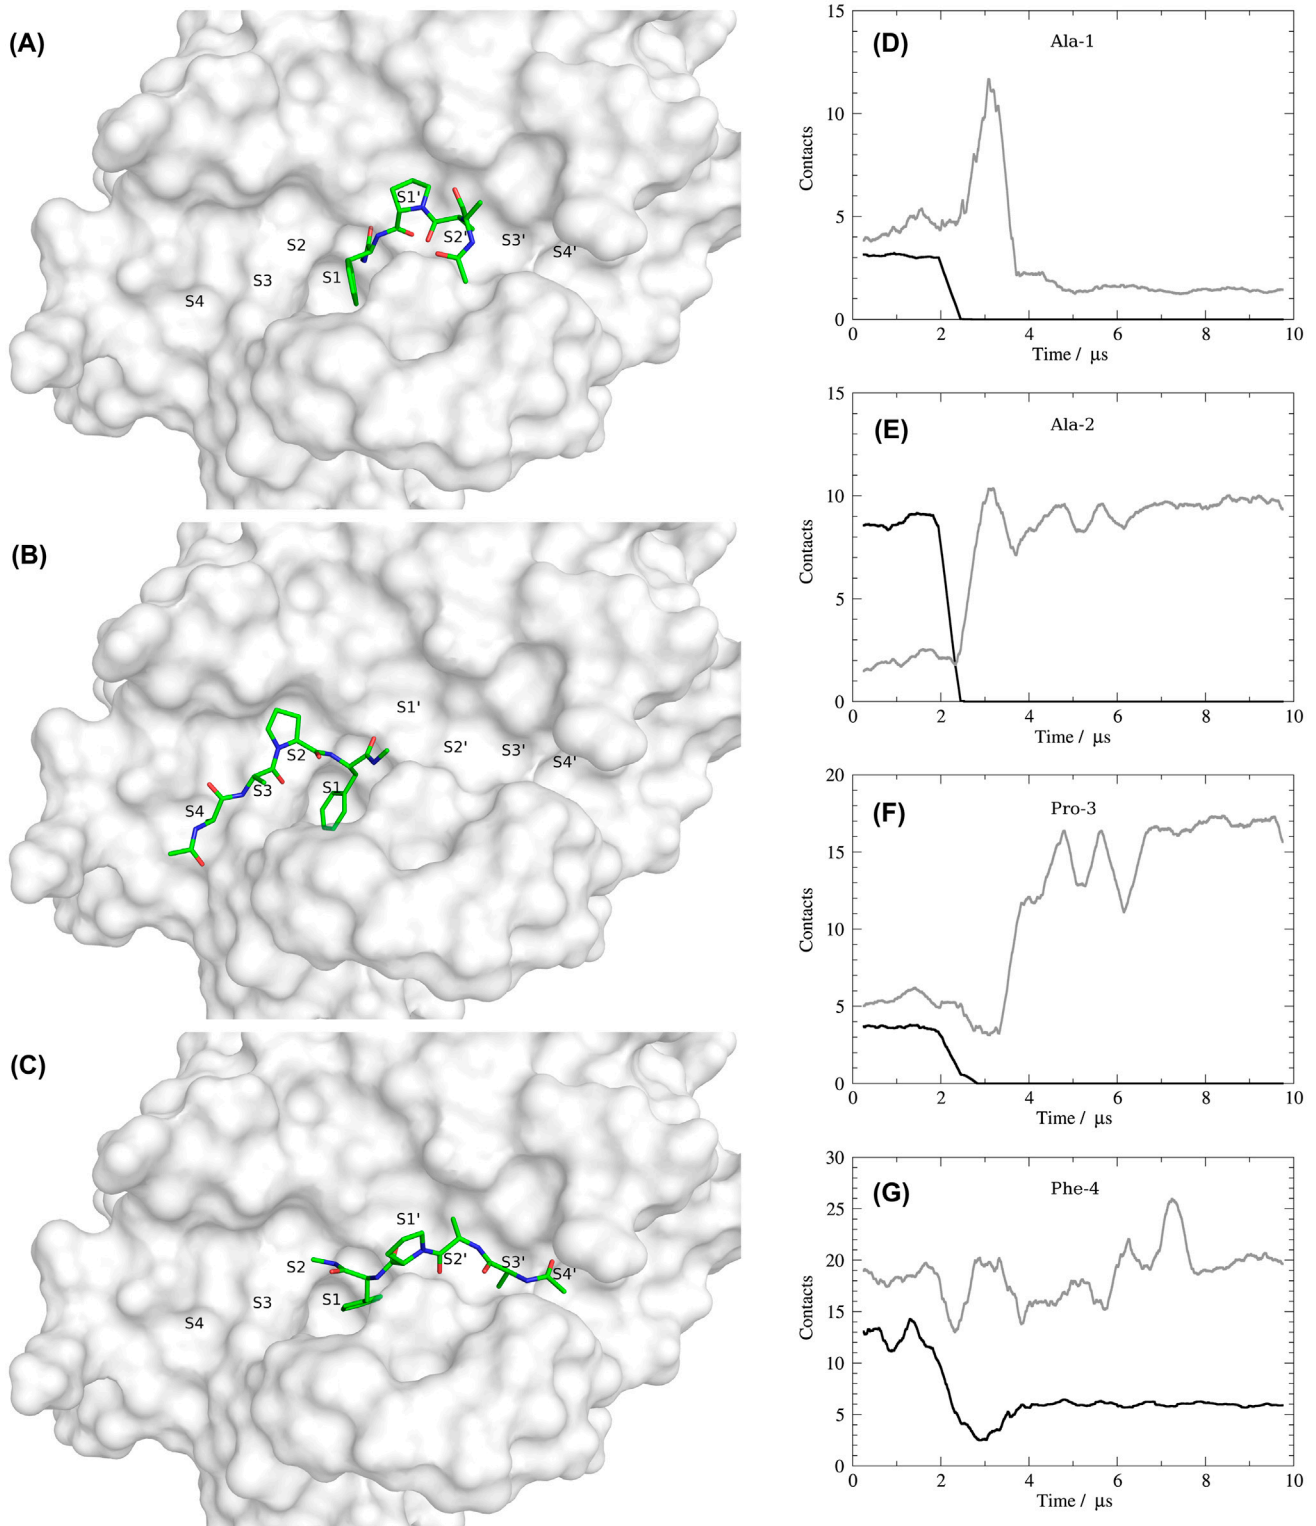 (A)
S1'
S2
S2'
S3'
S4'
S1
S3
S4
(B)
S1'
S2
S2'
S3'
S4'
S1
S3
S4
(C)
S1'
S2
S2'
S3'
S4'
S1
S3
S4
(D)
Ala-1
15
10
5
0
Contacts
0 2 4 6 8 10
Time / μs
(E)
Ala-2
15
10
5
0
Contacts
0 2 4 6 8 10
Time / μs
(F)
Pro-3
20
15
10
5
0
Contacts
0 2 4 6 8 10
Time / μs
(G)
Phe-4
30
25
20
15
10
5
0
Contacts
0 2 4 6 8 10
Time / μs